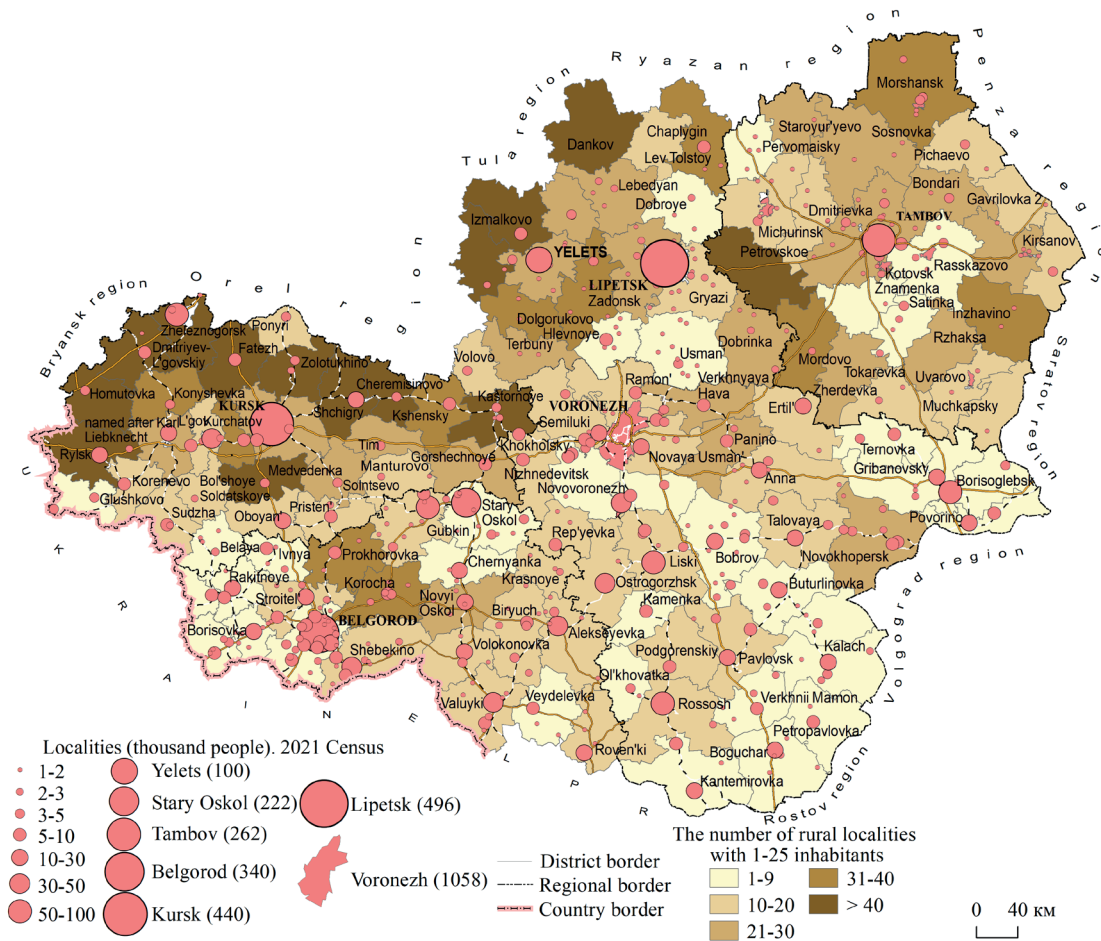 Ryazan region
Penza region
Tula region
Orel region
Bryansk region
Saratov region
Volgograd region
Rostov region
UKRAINE
LPR
Morshansk
Chaplygin
Staroyur'yevo
Sosnovka
Dankov
Lev Tolstoy
Pervomaisky
Pichaevo
Lebedyan
Bondari
Dobroye
Gavrilovka 2
Izmalkovo
Dmitrievka
TAMBOV
Michurinsk
Kirsanov
YELETS
Petrovskoe
Rasskazovo
LIPETSK
Kotovsk
Zadonsk
Gryazi
Znamenka
Satinka
Inzhavino
Dolgorukovo
Hlevnoye
Zheleznogorsk
Ponyri
Terbuny
Dobrinka
Rzhaksa
Dmitriyev-
L'govskiy
Fatezh
Zolotukhino
Volovo
Usman
Mordovo
Tokarevka
Uvarovo
Homutovka
Konyshevka
Cheremisinovo
Ramon'
Verkhnyaya
Hava
Zherdevka
KURSK
Shchigry
Kshensky
Kastornoye
VORONEZH
Ertil'
Muchkapsky
named after Karl
Liebknecht
L'gov
Kurchatov
Semiluki
Khokholsky
Tim
Panino
Ternovka
Rylsk
Gorshechnoye
Nizhnedevitsk
Novaya Usman'
Gribanovsky
Medvedenka
Manturovo
Anna
Borisoglebsk
Korenevo
Bol'shoye
Soldatskoye
Solntsevo
Novovoronezh
Glushkovo
Sudzha
Oboyan
Pristen'
Stary
Oskol
Povorino
Gubkin
Rep'yevka
Talovaya
Belaya
Ivnya
Prokhorovka
Chernyanka
Liski
Bobrov
Novokhopersk
Rakitnoye
Korocha
Krasnoye
Ostrogorzhsk
Buturlinovka
Stroitel'
Novyi
Oskol
Biryuch
Kamenka
Borisovka
BELGOROD
Alekseyevka
Shebekino
Volokonovka
Podgorenskiy
Pavlovsk
Kalach
Ol'khovatka
Valuyki
Veydelevka
Rossosh
Verkhnii Mamon
Petropavlovka
Roven'ki
Boguchar
Kantemirovka
Localities (thousand people). 2021 Census
1-2
2-3
3-5
5-10
10-30
30-50
50-100
Yelets (100)
Stary Oskol (222)
Tambov (262)
Belgorod (340)
Kursk (440)
Lipetsk (496)
Voronezh (1058)
District border
Regional border
Country border
The number of rural localities
with 1-25 inhabitants
1-9
10-20
21-30
31-40
> 40
0 40 км